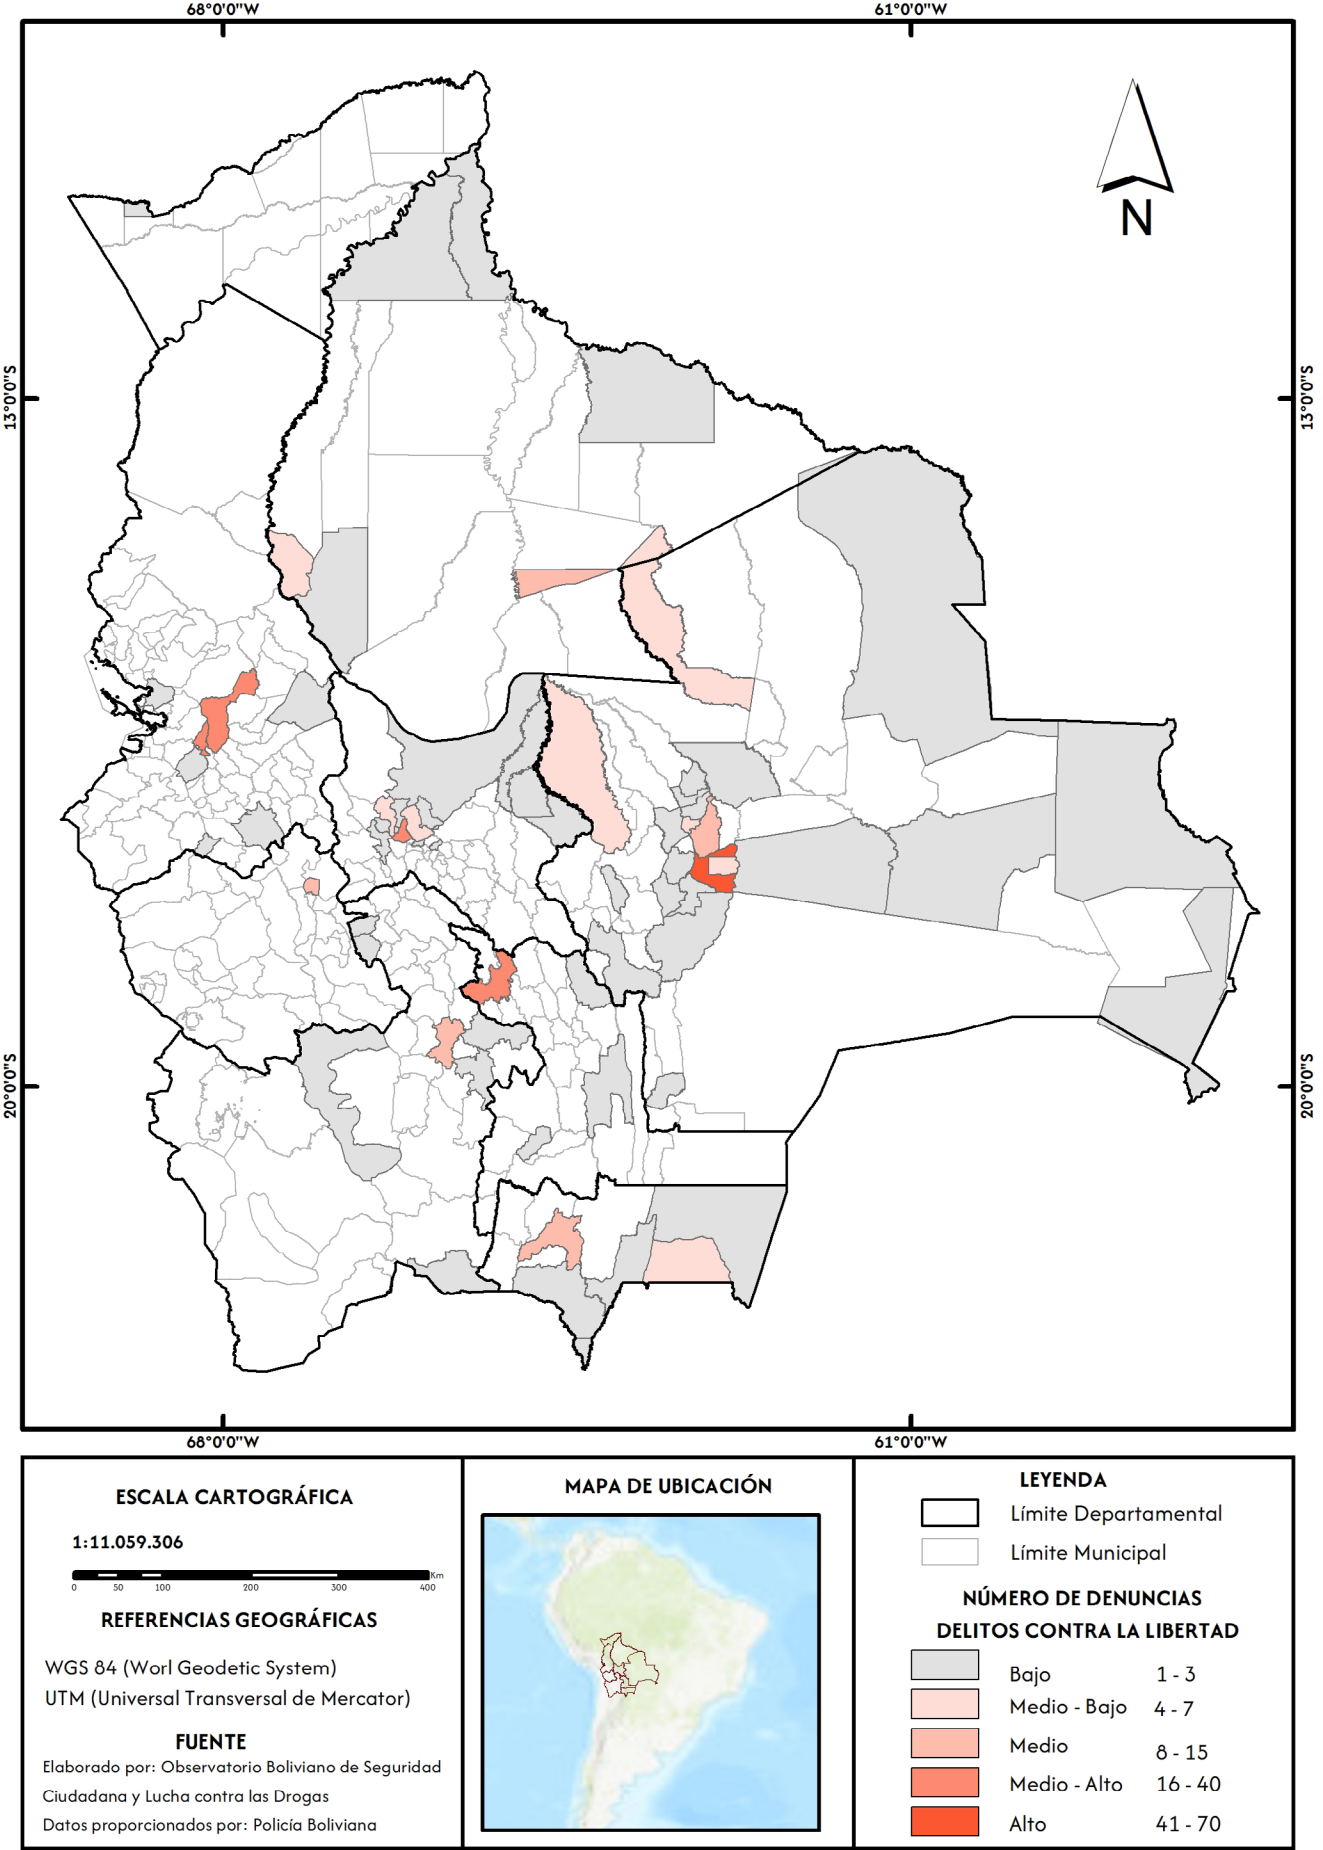 68°0'0"W
61°0'0"W
N
13°0'0"S
13°0'0"S
20°0'0"S
20°0'0"S
68°0'0"W
61°0'0"W
ESCALA CARTOGRÁFICA
1:11.059.306
Km
0 50 100 200 300 400
REFERENCIAS GEOGRÁFICAS
WGS 84 (Worl Geodetic System)
UTM (Universal Transversal de Mercator)
FUENTE
Elaborado por: Observatorio Boliviano de Seguridad
Ciudadana y Lucha contra las Drogas
Datos proporcionados por: Policía Boliviana
MAPA DE UBICACIÓN
LEYENDA
Límite Departamental
Límite Municipal
NÚMERO DE DENUNCIAS
DELITOS CONTRA LA LIBERTAD
Bajo 1 - 3
Medio - Bajo 4 - 7
Medio 8 - 15
Medio - Alto 16 - 40
Alto 41 - 70